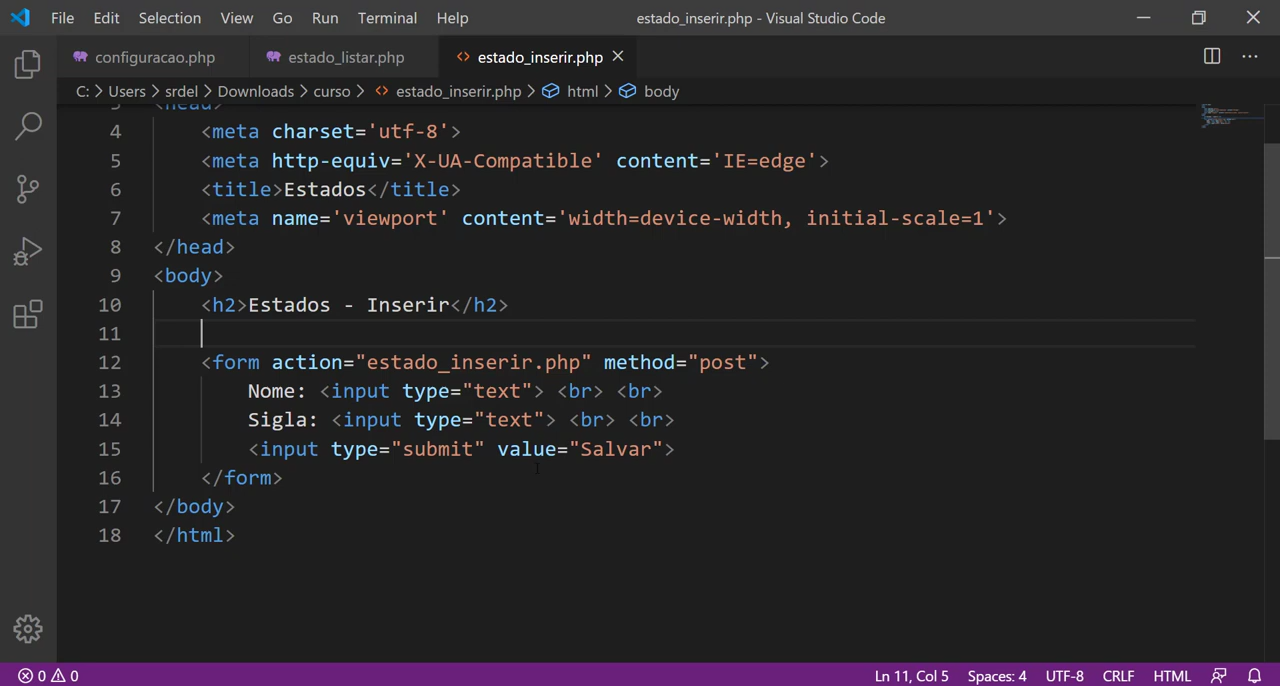 File Edit Selection View Go Run Terminal Help estado_inserir.php - Visual Studio Code
configuracao.php estado_listar.php estado_inserir.php
C: > Users > srdel > Downloads > curso > estado_inserir.php > html > body
3 <head>
4 <meta charset='utf-8'>
5 <meta http-equiv='X-UA-Compatible' content='IE=edge'>
6 <title>Estados</title>
7 <meta name='viewport' content='width=device-width, initial-scale=1'>
8 </head>
9 <body>
10 <h2>Estados - Inserir</h2>
11
12 <form action="estado_inserir.php" method="post">
13 Nome: <input type="text"> <br> <br>
14 Sigla: <input type="text"> <br> <br>
15 <input type="submit" value="Salvar">
16 </form>
17 </body>
18 </html>
0 0 Ln 11, Col 5 Spaces: 4 UTF-8 CRLF HTML